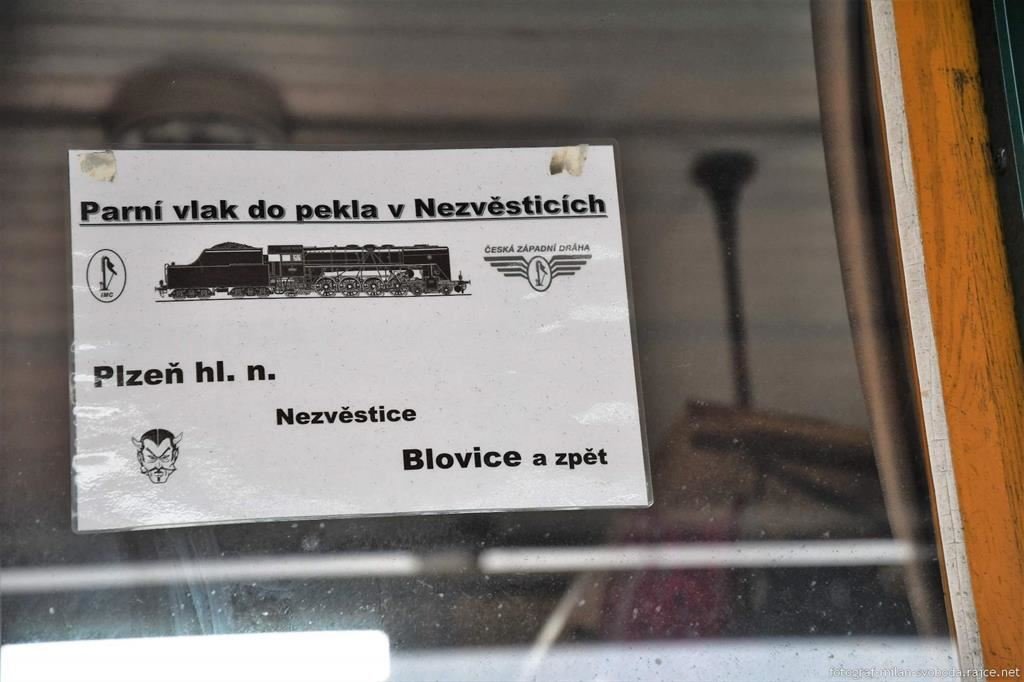 Parní vlak do pekla v Nezvěsticích
IMC
ČESKÁ ZÁPADNÍ DRÁHA
Plzeň hl. n.
Nezvěstice
Blovice a zpět
fotograf-milan-svoboda.rajce.net